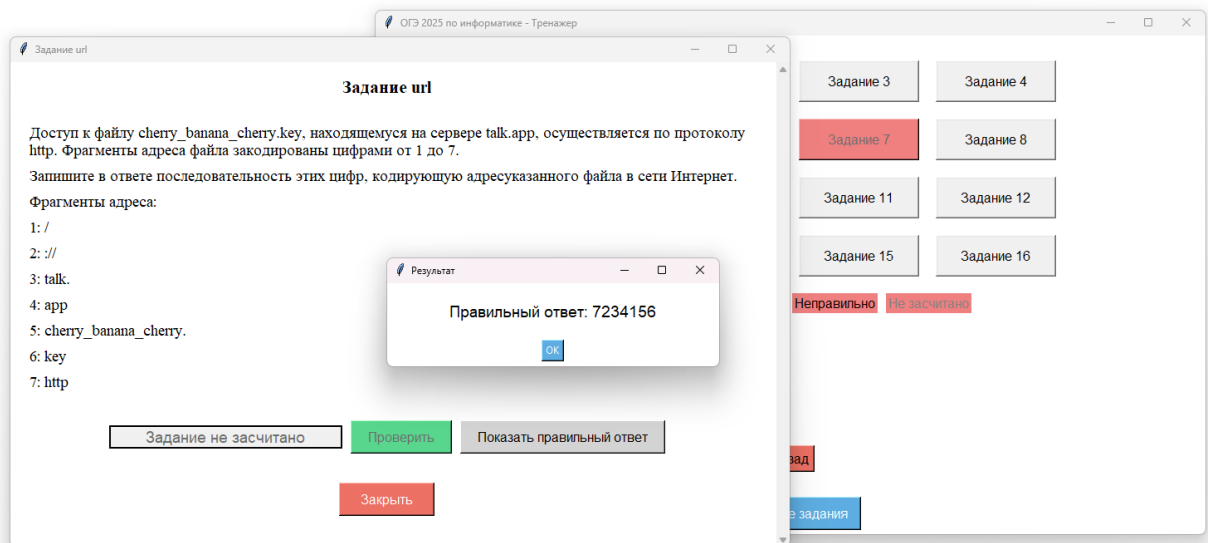 ОГЭ 2025 по информатике - Тренажер
Задание url
Задание url
Доступ к файлу cherry_banana_cherry.key, находящемуся на сервере talk.app, осуществляется по протоколу
http. Фрагменты адреса файла закодированы цифрами от 1 до 7.
Запишите в ответе последовательность этих цифр, кодирующую адресуказанного файла в сети Интернет.
Фрагменты адреса:
1: /
2: ://
3: talk.
4: app
5: cherry_banana_cherry.
6: key
7: http
Задание не засчитано
Проверить
Показать правильный ответ
Закрыть
Результат
Правильный ответ: 7234156
OK
Задание 3
Задание 4
Задание 7
Задание 8
Задание 11
Задание 12
Задание 15
Задание 16
Неправильно
Не засчитано
зад
е задания